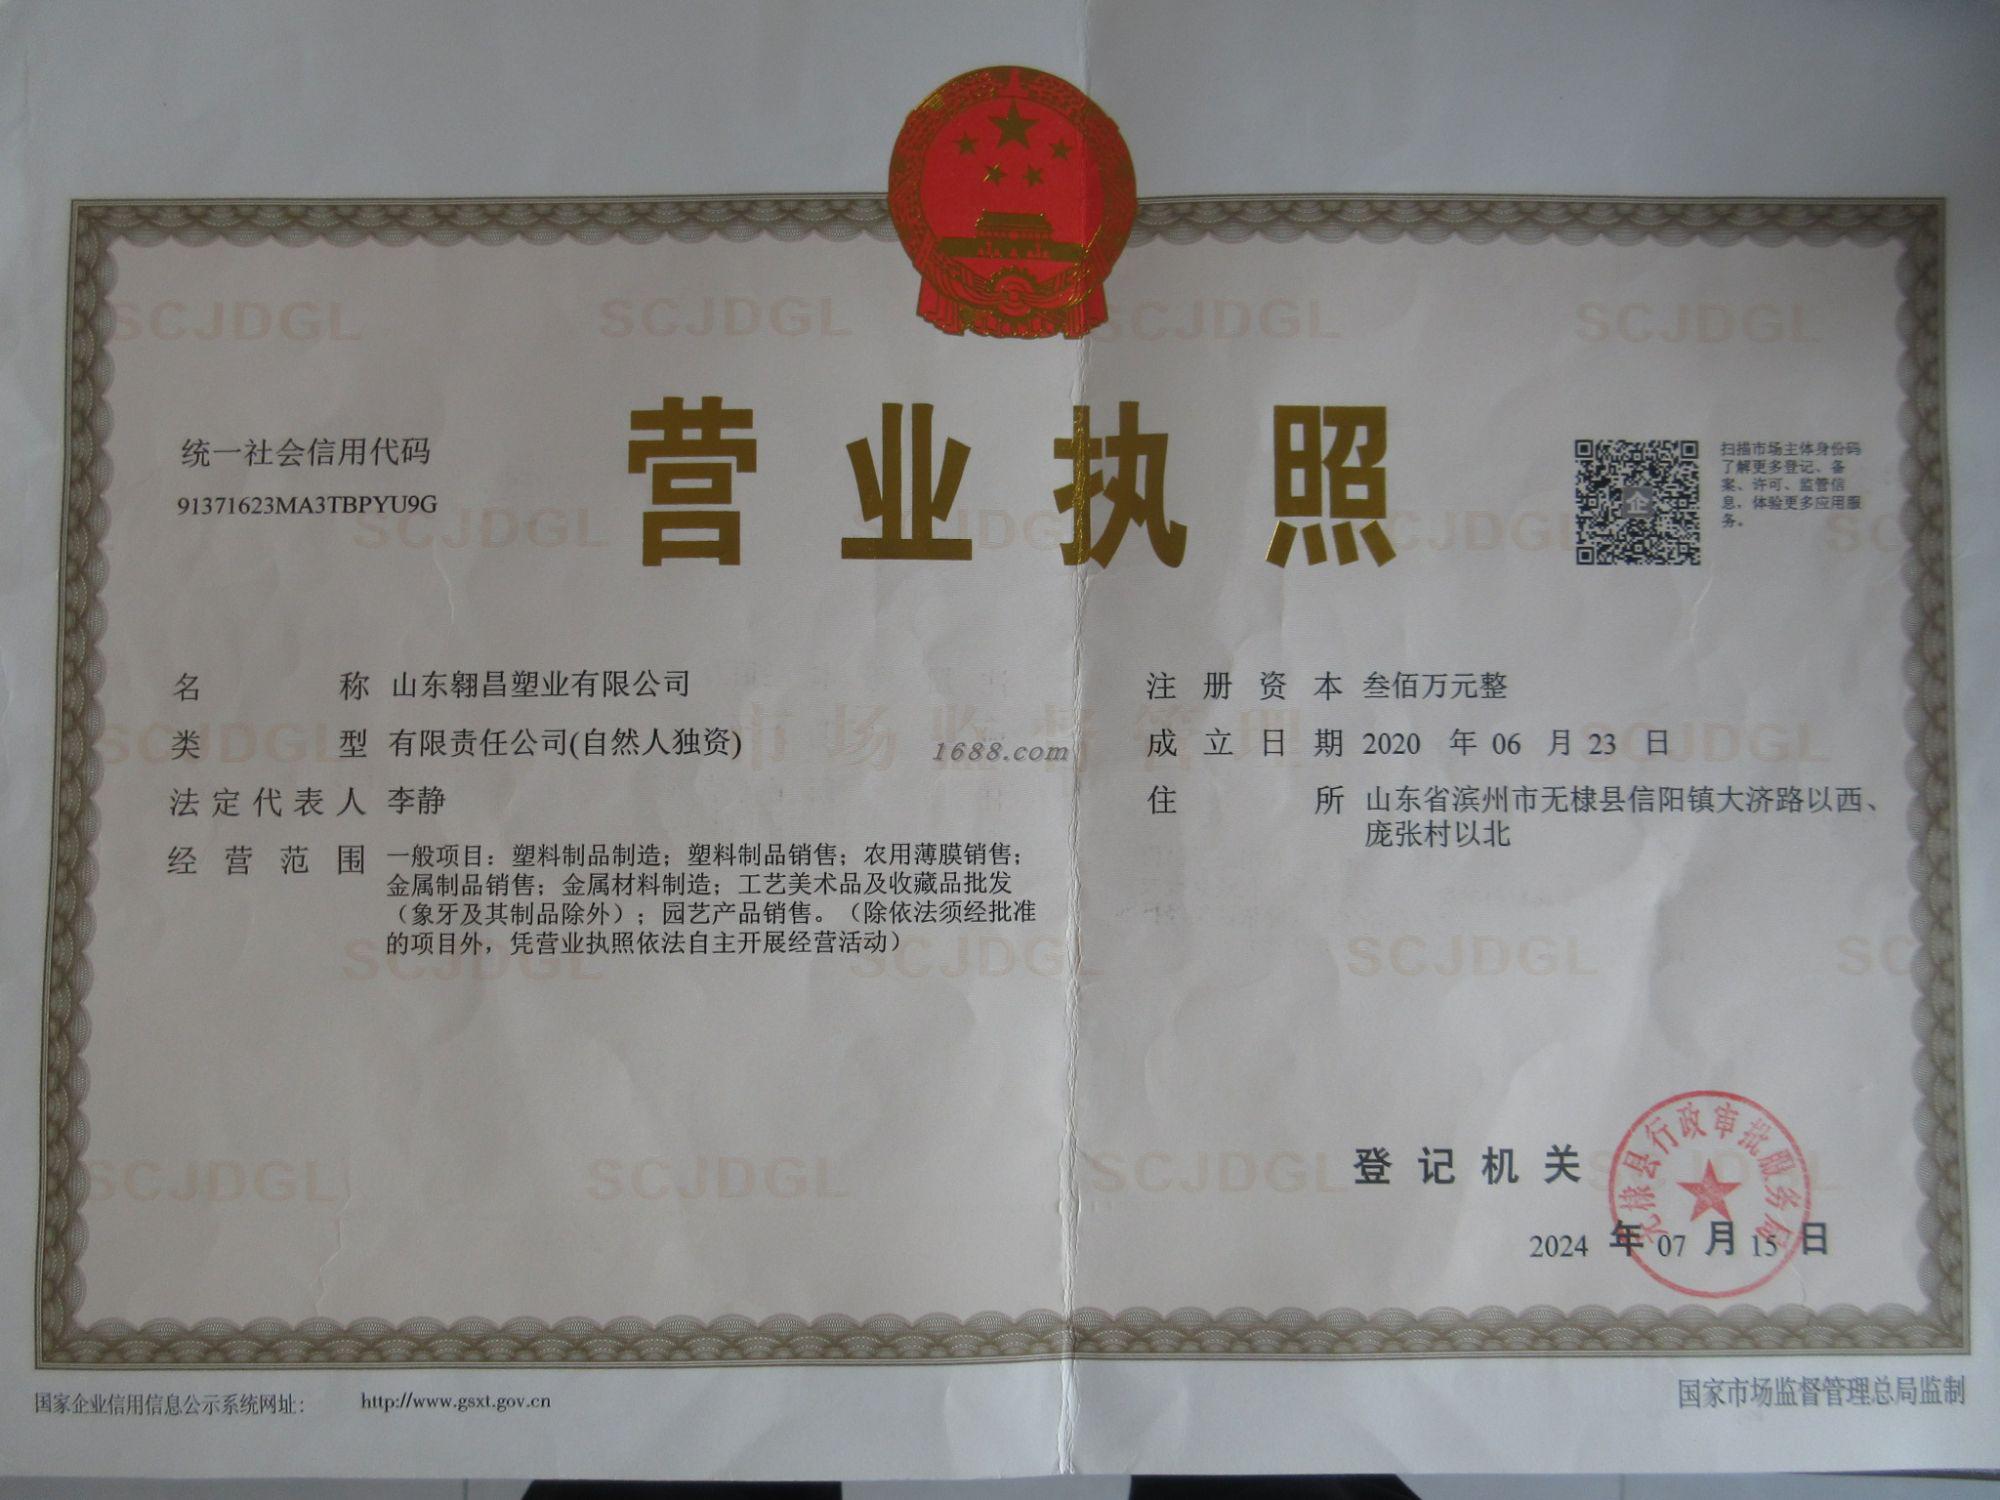 营业执照
统一社会信用代码
91371623MA3TBPYU9G
扫描市场主体身份码
了解更多登记、备
案、许可、监管信
息，体验更多应用服
务。
企
名称 山东翱昌塑业有限公司
类型 有限责任公司(自然人独资)
法定代表人 李静
经营范围 一般项目：塑料制品制造；塑料制品销售；农用薄膜销售；
金属制品销售；金属材料制造；工艺美术品及收藏品批发
（象牙及其制品除外）；园艺产品销售。（除依法须经批准
的项目外，凭营业执照依法自主开展经营活动）
注册资本 叁佰万元整
成立日期 2020 年 06 月 23 日
住所 山东省滨州市无棣县信阳镇大济路以西、
庞张村以北
1688.com
市场监督管理
SCJDGL SCJDGL SCJDGL SCJDGL
登记机关
无棣县行政审批服务局
2024 年 07 月 15 日
国家企业信用信息公示系统网址： http://www.gsxt.gov.cn
国家市场监督管理总局监制